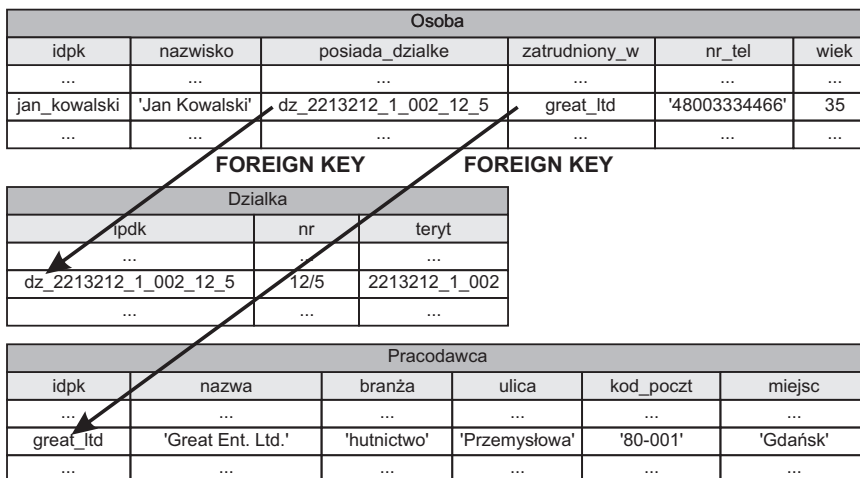 Osoba
idpk nazwisko posiada_dzialke zatrudniony_w nr_tel wiek
... ... ... ... ... ...
jan_kowalski 'Jan Kowalski' dz_2213212_1_002_12_5 great_ltd '48003334466' 35
... ... ... ... ... ...
FOREIGN KEY FOREIGN KEY
Dzialka
ipdk nr teryt
... ... ...
dz_2213212_1_002_12_5 12/5 2213212_1_002
... ... ...
Pracodawca
idpk nazwa branża ulica kod_poczt miejsc
... ... ... ... ... ...
great_ltd 'Great Ent. Ltd.' 'hutnictwo' 'Przemysłowa' '80-001' 'Gdańsk'
... ... ... ... ... ...